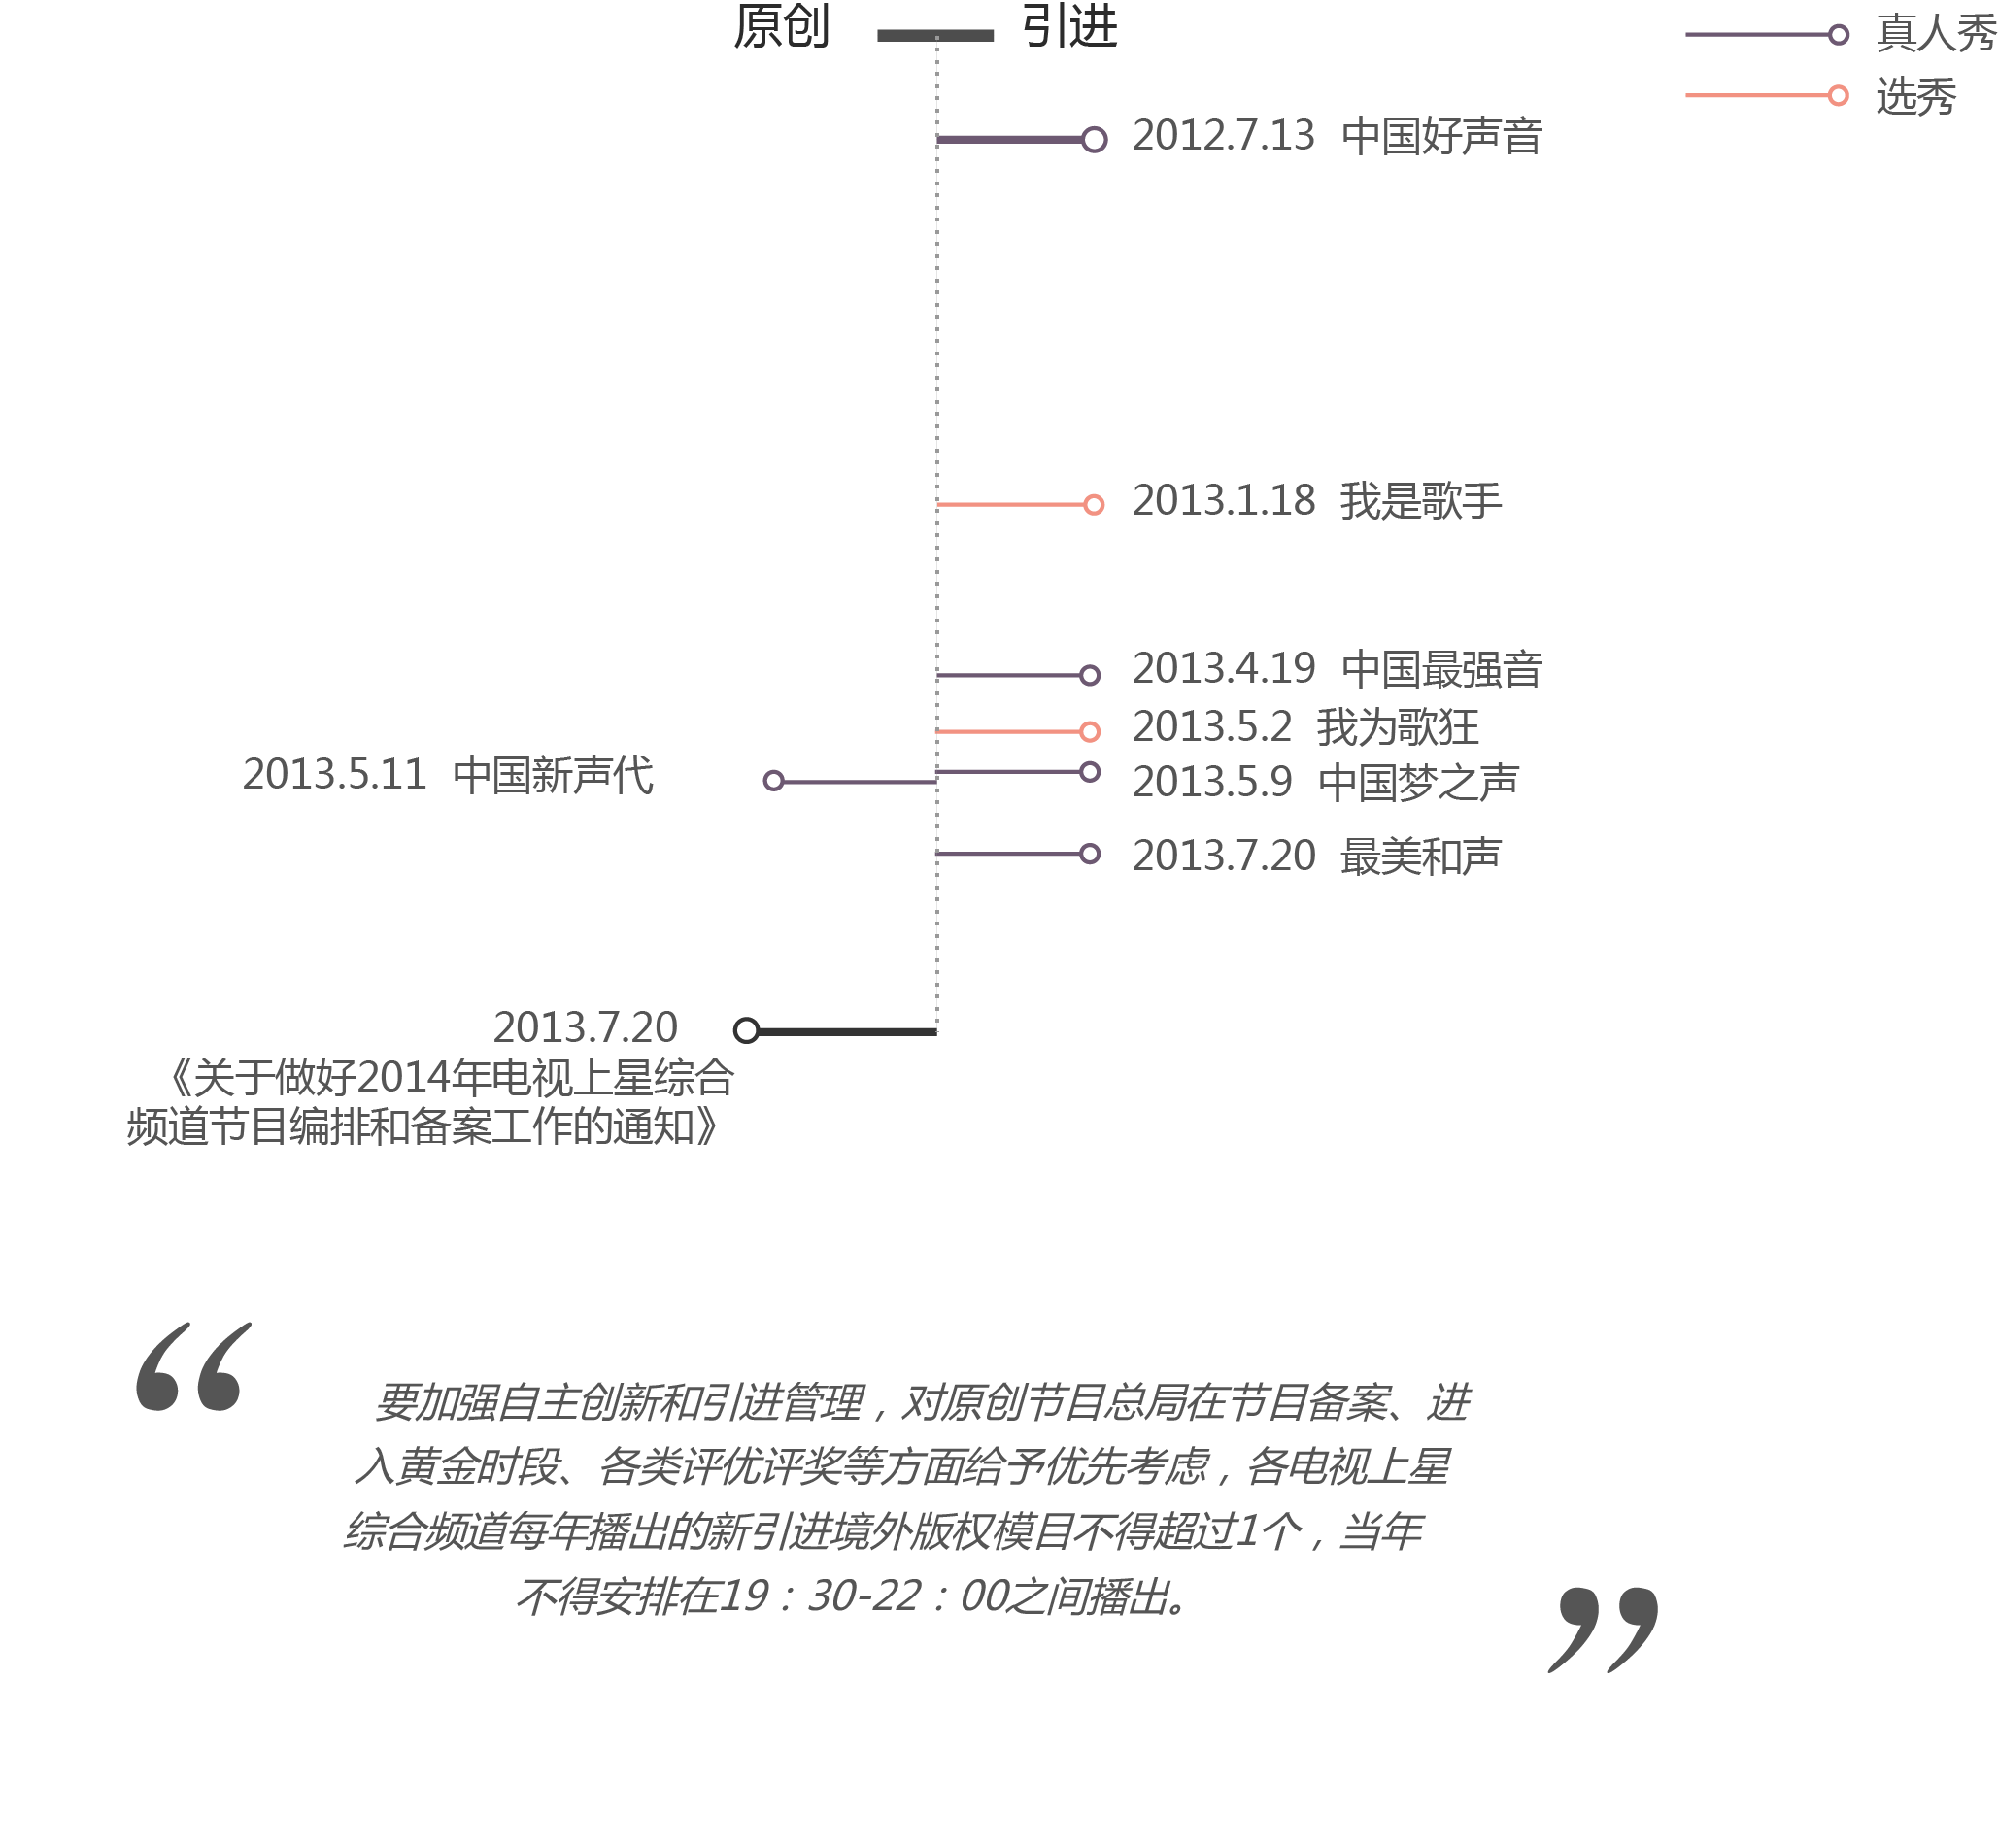 原创 引进
真人秀
选秀
2012.7.13 中国好声音
2013.1.18 我是歌手
2013.4.19 中国最强音
2013.5.2 我为歌狂
2013.5.11 中国新声代
2013.5.9 中国梦之声
2013.7.20 最美和声
2013.7.20
《关于做好2014年电视上星综合
频道节目编排和备案工作的通知》
“
要加强自主创新和引进管理，对原创节目总局在节目备案、进
入黄金时段、各类评优评奖等方面给予优先考虑，各电视上星
综合频道每年播出的新引进境外版权模目不得超过1个，当年
不得安排在19：30-22：00之间播出。
”